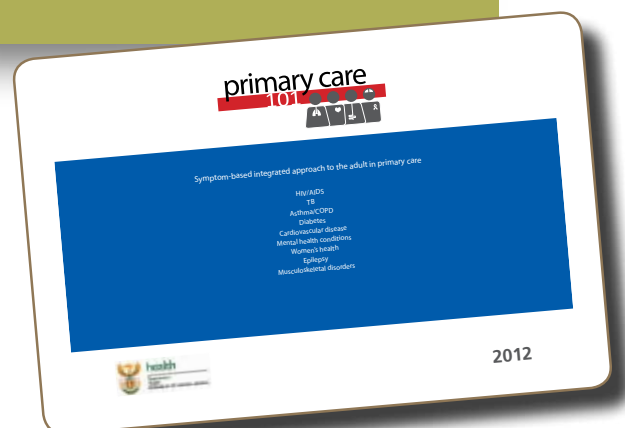 primary care
101
Symptom-based integrated approach to the adult in primary care
HIV/AIDS
TB
Asthma/COPD
Diabetes
Cardiovascular disease
Mental health conditions
Women's health
Epilepsy
Musculoskeletal disorders
health
2012